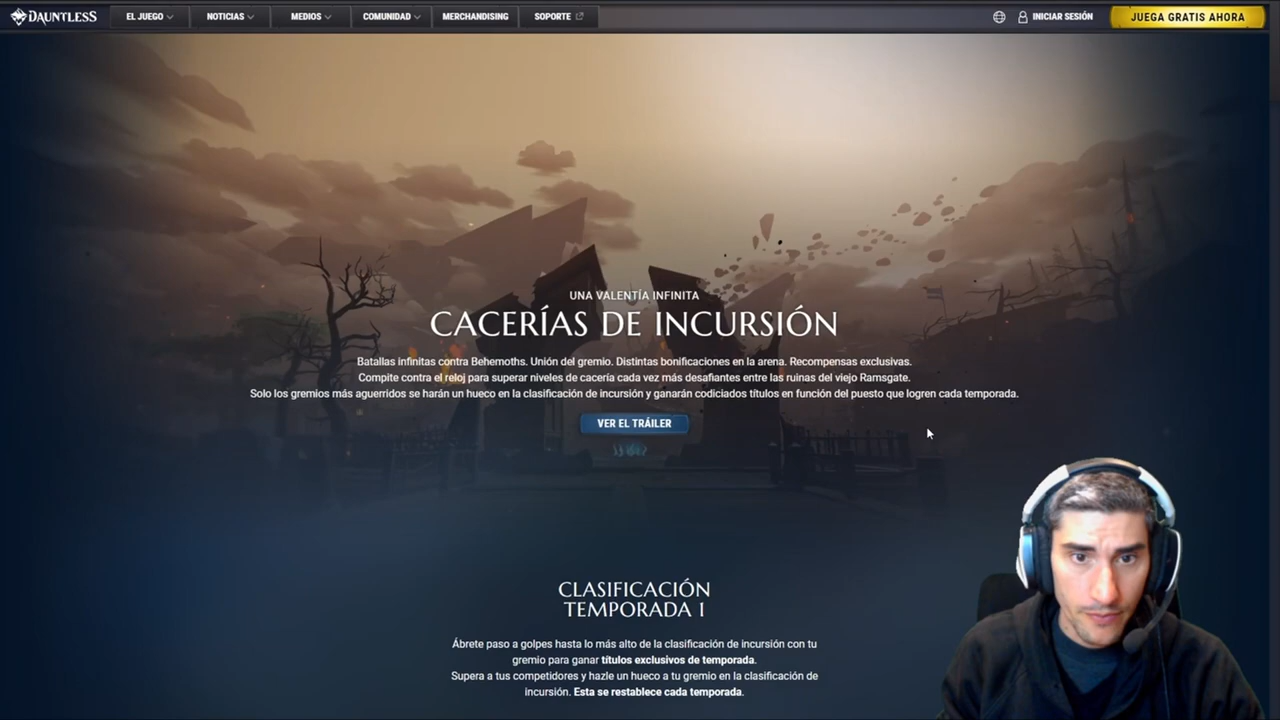 DAUNTLESS
EL JUEGO
NOTICIAS
MEDIOS
COMUNIDAD
MERCHANDISING
SOPORTE
INICIAR SESIÓN
JUEGA GRATIS AHORA
UNA VALENTÍA INFINITA
CACERÍAS DE INCURSIÓN
Batallas infinitas contra Behemoths. Unión del gremio. Distintas bonificaciones en la arena. Recompensas exclusivas.
Compite contra el reloj para superar niveles de cacería cada vez más desafiantes entre las ruinas del viejo Ramsgate.
Solo los gremios más aguerridos se harán un hueco en la clasificación de incursión y ganarán codiciados títulos en función del puesto que logren cada temporada.
VER EL TRÁILER
CLASIFICACIÓN
TEMPORADA 1
Ábrete paso a golpes hasta lo más alto de la clasificación de incursión con tu
gremio para ganar títulos exclusivos de temporada.
Supera a tus competidores y hazle un hueco a tu gremio en la clasificación de
incursión. Esta se restablece cada temporada.